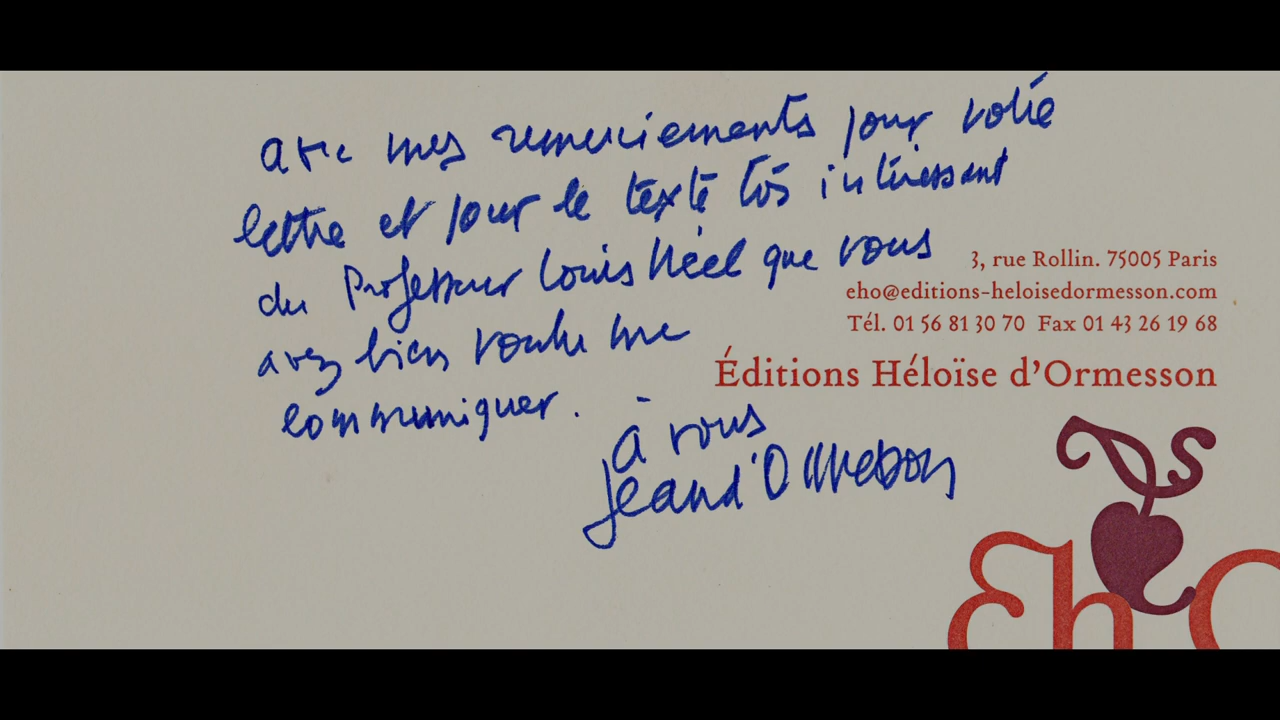 avec mes remerciements pour votre
lettre et pour le texte très intéressant
du Professeur Louis Néel que vous
avez bien voulu me
communiquer.
à vous
Jean d'Ormesson
3, rue Rollin. 75005 Paris
eho@editions-heloisedormesson.com
Tél. 01 56 81 30 70 Fax 01 43 26 19 68
Éditions Héloïse d'Ormesson